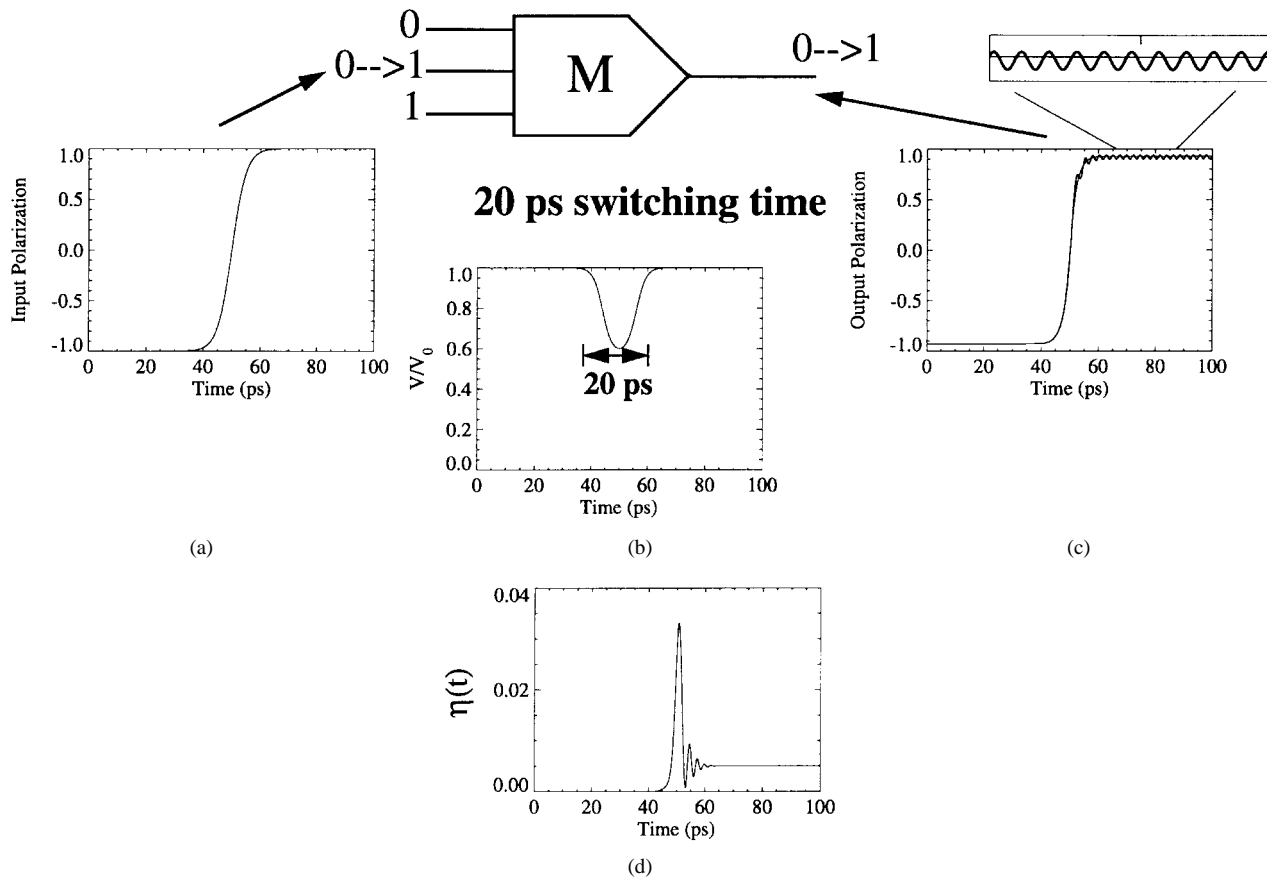 0
0-->1
1
M
0-->1
20 ps switching time
Input Polarization
1.0
0.5
0.0
-0.5
-1.0
0 20 40 60 80 100
Time (ps)
(a)
V/V0
1.0
0.8
0.6
0.4
0.2
0.0
20 ps
0 20 40 60 80 100
Time (ps)
(b)
Output Polarization
1.0
0.5
0.0
-0.5
-1.0
0 20 40 60 80 100
Time (ps)
(c)
η(t)
0.04
0.02
0.00
0 20 40 60 80 100
Time (ps)
(d)